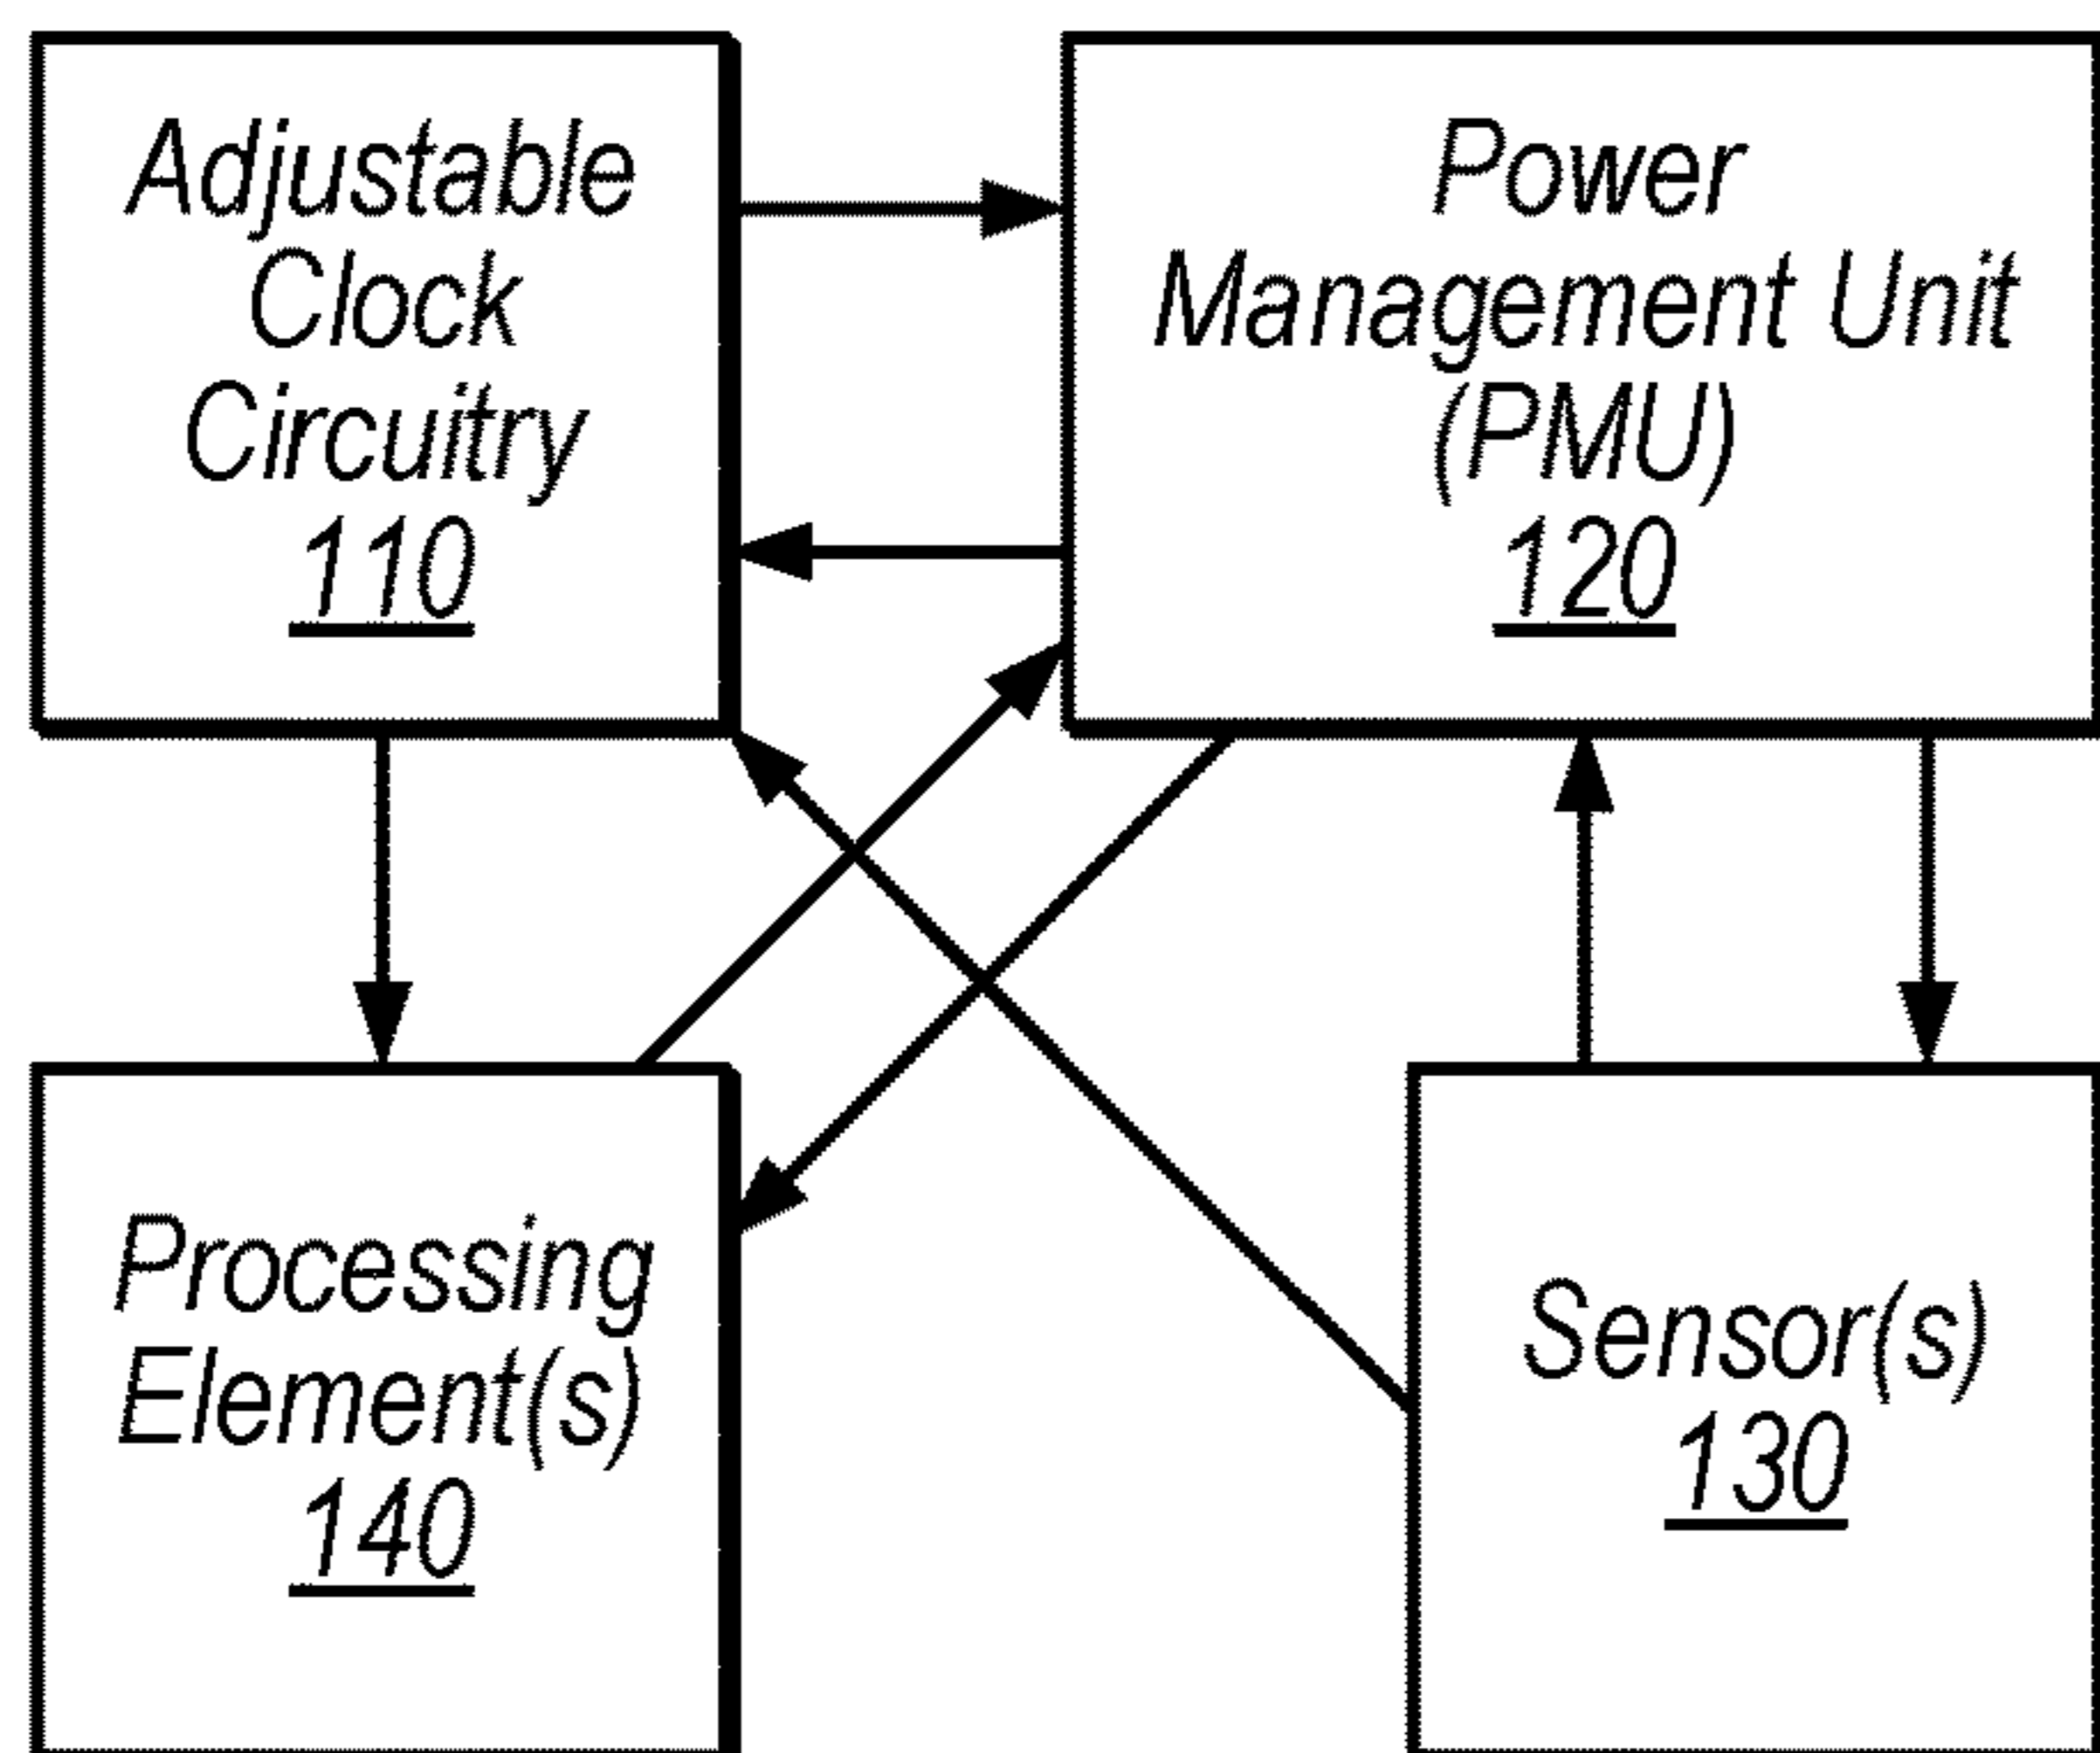 Adjustable
Clock
Circuitry
110
Power
Management Unit
(PMU)
120
Processing
Element(s)
140
Sensor(s)
130